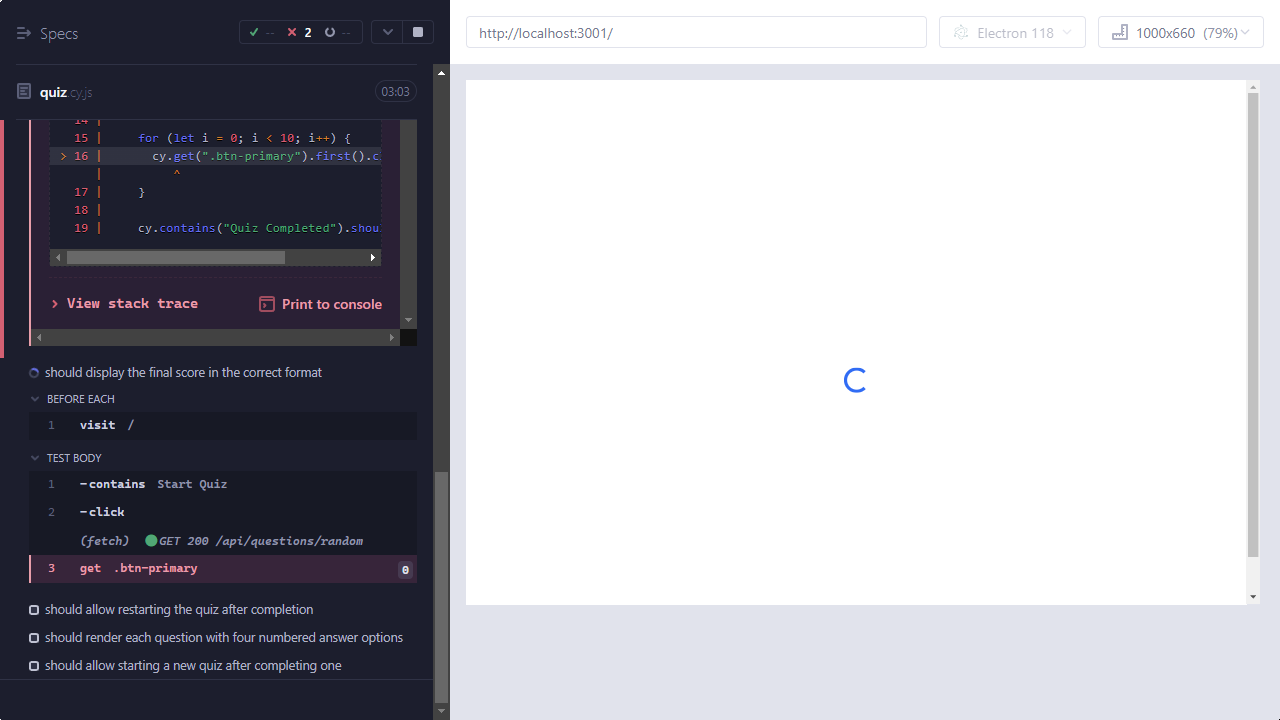 Specs
-- 2 --
http://localhost:3001/
Electron 118
1000x660 (79%)
quiz.cy.js
03:03
14 |
15 | for (let i = 0; i < 10; i++) {
> 16 | cy.get(".btn-primary").first().cl
| ^
17 | }
18 |
19 | cy.contains("Quiz Completed").shoul
View stack trace
Print to console
should display the final score in the correct format
BEFORE EACH
1 visit /
TEST BODY
1 -contains Start Quiz
2 -click
(fetch) GET 200 /api/questions/random
3 get .btn-primary 0
should allow restarting the quiz after completion
should render each question with four numbered answer options
should allow starting a new quiz after completing one